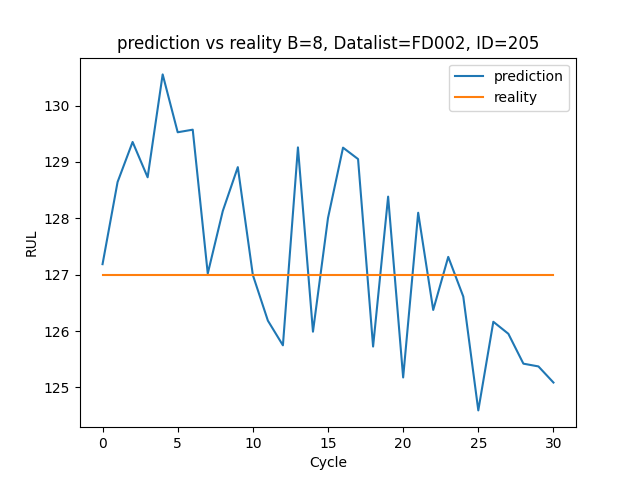 prediction vs reality B=8, Datalist=FD002, ID=205
prediction
reality
130
129
128
127
126
125
RUL
0 5 10 15 20 25 30
Cycle